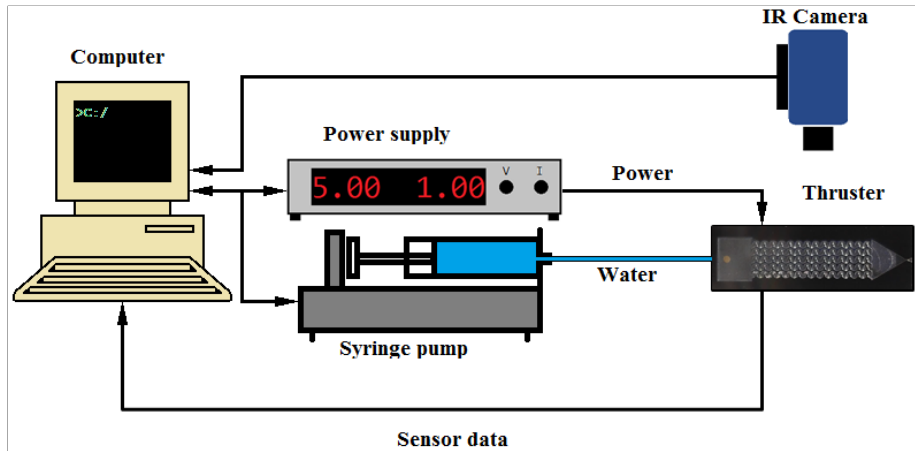 IR Camera
Computer
>c:/
Power supply
V I
5.00 1.00
Power
Thruster
Water
Syringe pump
Sensor data